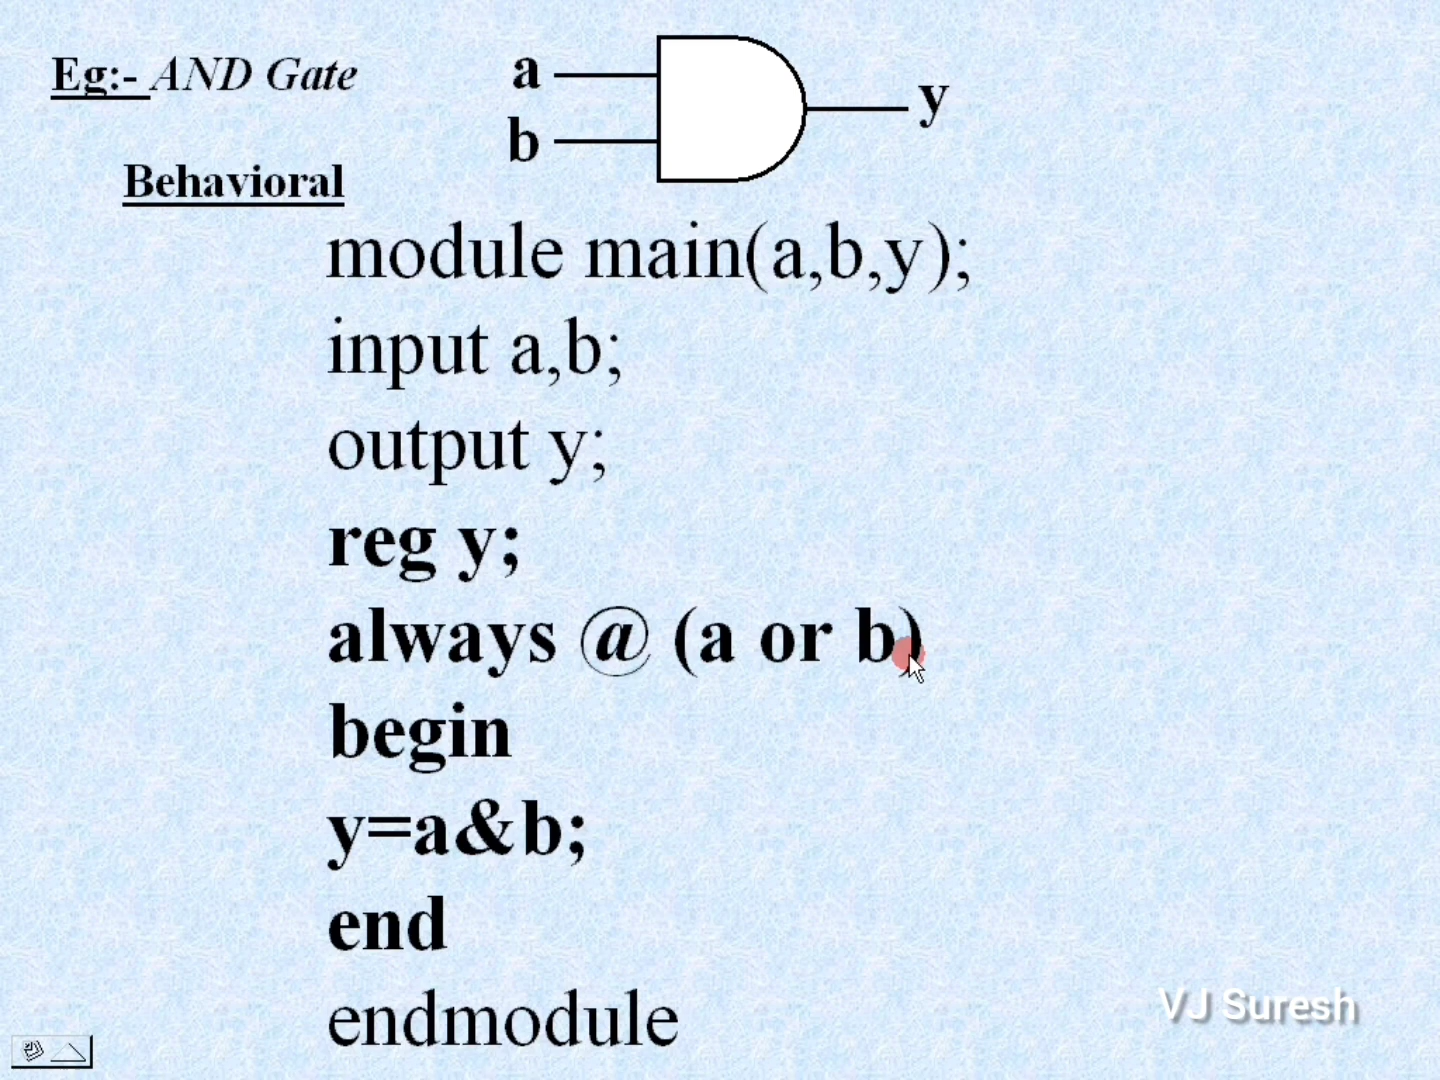 Eg:- AND Gate
a
b
y
Behavioral
module main(a,b,y);
input a,b;
output y;
reg y;
always @ (a or b)
begin
y=a&b;
end
endmodule
VJ Suresh